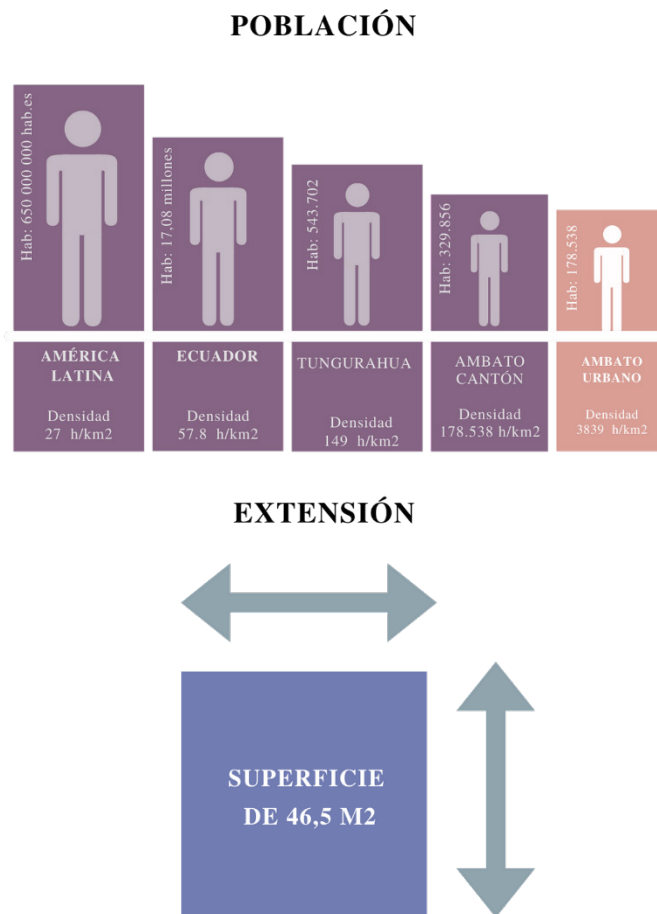 POBLACIÓN
Hab: 650 000 000 hab.es
Hab: 17,08 millones
Hab: 543.702
Hab: 329.856
Hab: 178.538
AMÉRICA
LATINA
Densidad
27 h/km2
ECUADOR
Densidad
57.8 h/km2
TUNGURAHUA
Densidad
149 h/km2
AMBATO
CANTÓN
Densidad
178.538 h/km2
AMBATO
URBANO
Densidad
3839 h/km2
EXTENSIÓN
SUPERFICIE
DE 46,5 M2